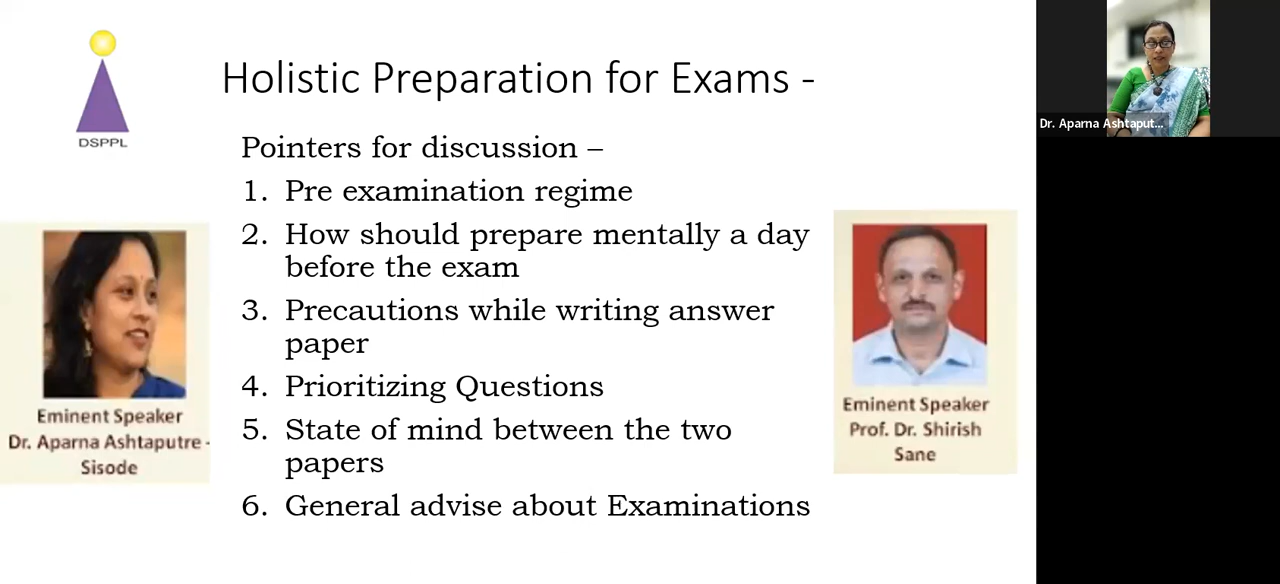 DSPPL
Holistic Preparation for Exams -
Pointers for discussion –
1. Pre examination regime
2. How should prepare mentally a day
before the exam
3. Precautions while writing answer
paper
4. Prioritizing Questions
5. State of mind between the two
papers
6. General advise about Examinations
Eminent Speaker
Dr. Aparna Ashtaputre -
Sisode
Eminent Speaker
Prof. Dr. Shirish
Sane
Dr. Aparna Ashtaput...